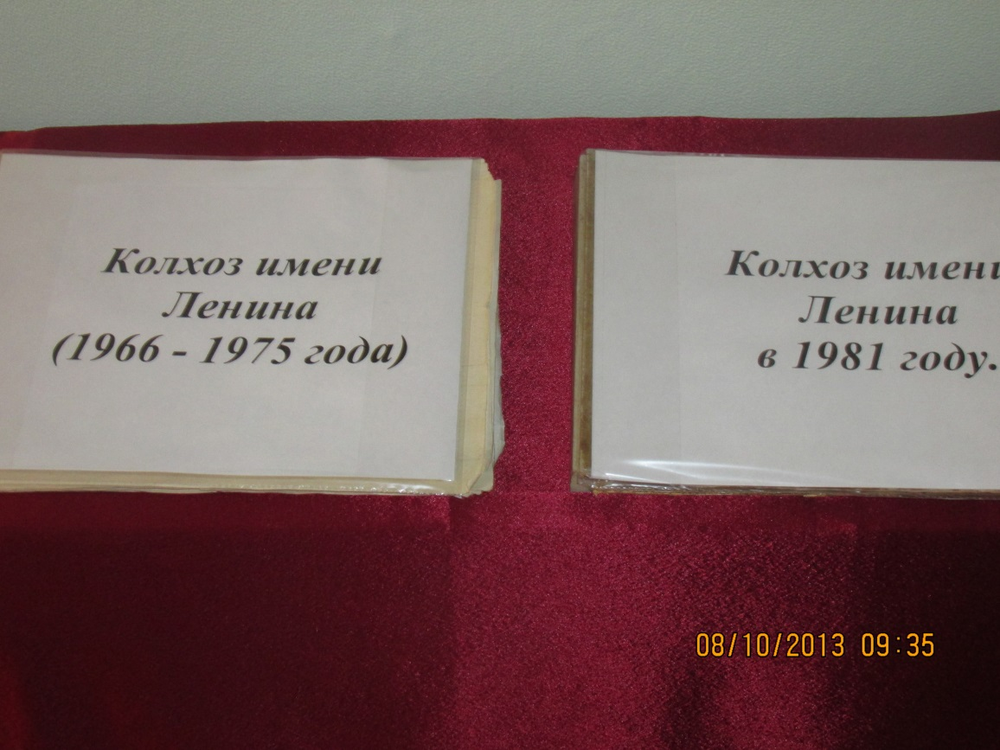 Колхоз имени
Ленина
(1966 - 1975 года)
Колхоз имени
Ленина
в 1981 году.
08/10/2013 09:35